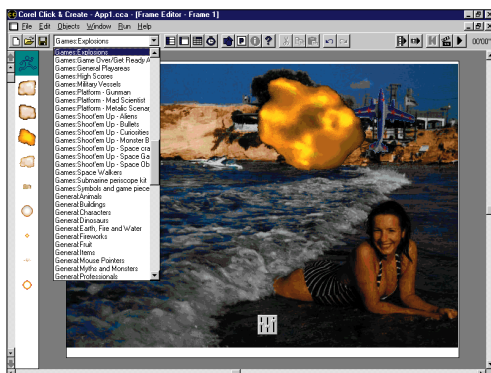 Corel Click & Create - App1.cca - [Frame Editor - Frame 1]
File Edit Objects Window Run Help
Games:Explosions
00'00"
Games:Explosions
Games:Game Over/Get Ready A
Games:General Playareas
Games:High Scores
Games:Military Vessels
Games:Platform - Gunman
Games:Platform - Mad Scientist
Games:Platform - Metalic Scenar
Games:Shoot'em Up - Aliens
Games:Shoot'em Up - Bullets
Games:Shoot'em Up - Curiosities
Games:Shoot'em Up - Monster B
Games:Shoot'em Up - Space cra
Games:Shoot'em Up - Space Ga
Games:Shoot'em Up - Space Ob
Games:Space Walkers
Games:Submarine periscope kit
Games:Symbols and game piece
General:Animals
General:Buildings
General:Characters
General:Dinosaurs
General:Earth, Fire and Water
General:Fireworks
General:Fruit
General:Items
General:Mouse Pointers
General:Myths and Monsters
General:Professionals